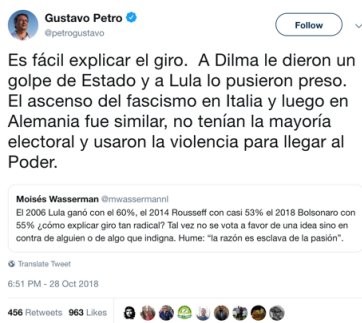 Gustavo Petro
@petrogustavo
Follow
Es fácil explicar el giro. A Dilma le dieron un
golpe de Estado y a Lula lo pusieron preso.
El ascenso del fascismo en Italia y luego en
Alemania fue similar, no tenían la mayoría
electoral y usaron la violencia para llegar al
Poder.
Moisés Wasserman @mwassermannl
El 2006 Lula ganó con el 60%, el 2014 Rousseff con casi 53% el 2018 Bolsonaro con
55% ¿cómo explicar giro tan radical? Tal vez no se vota a favor de una idea sino en
contra de alguien o de algo que indigna. Hume: “la razón es esclava de la pasión”.
Translate Tweet
6:51 PM - 28 Oct 2018
456 Retweets 963 Likes